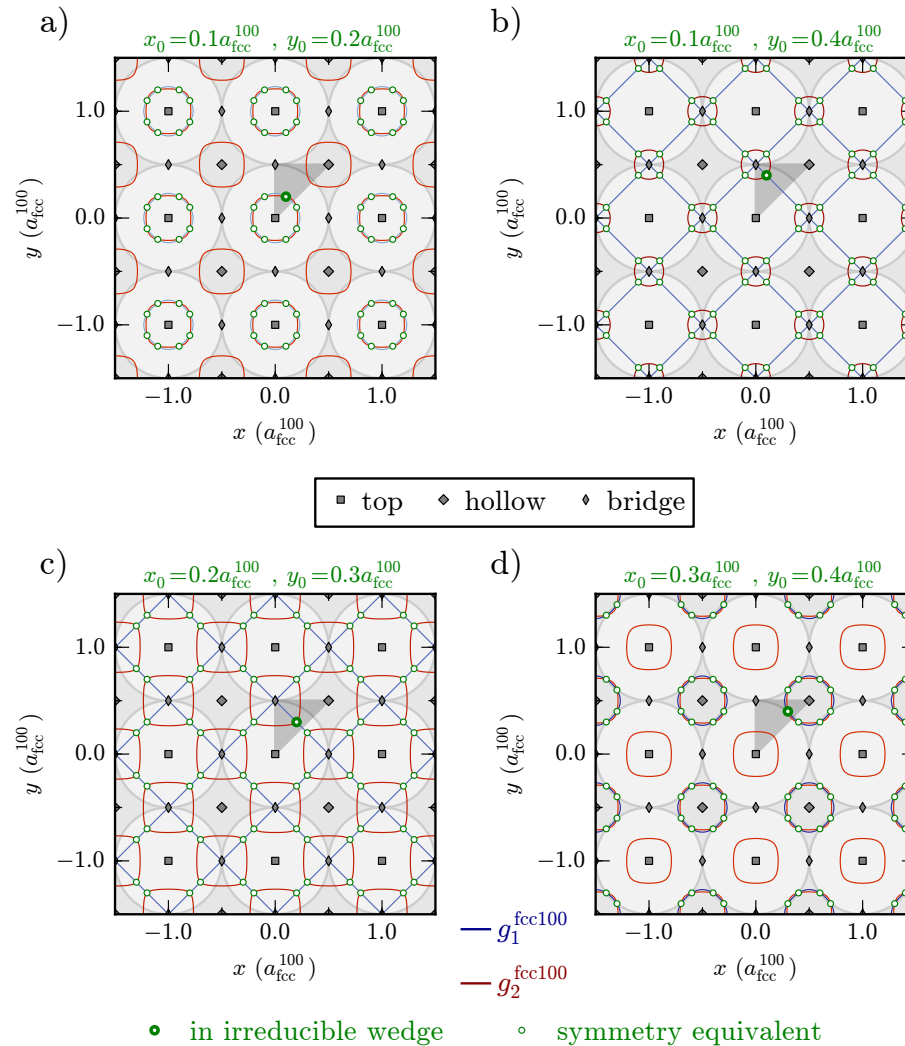 a)
x₀=0.1a¹⁰⁰fcc , y₀=0.2a¹⁰⁰fcc
1.0
0.0
−1.0
y (a¹⁰⁰fcc)
−1.0 0.0 1.0
x (a¹⁰⁰fcc)
b)
x₀=0.1a¹⁰⁰fcc , y₀=0.4a¹⁰⁰fcc
1.0
0.0
−1.0
y (a¹⁰⁰fcc)
−1.0 0.0 1.0
x (a¹⁰⁰fcc)
top hollow bridge
c)
x₀=0.2a¹⁰⁰fcc , y₀=0.3a¹⁰⁰fcc
1.0
0.0
−1.0
y (a¹⁰⁰fcc)
−1.0 0.0 1.0
x (a¹⁰⁰fcc)
d)
x₀=0.3a¹⁰⁰fcc , y₀=0.4a¹⁰⁰fcc
1.0
0.0
−1.0
y (a¹⁰⁰fcc)
−1.0 0.0 1.0
x (a¹⁰⁰fcc)
g₁fcc100
g₂fcc100
in irreducible wedge symmetry equivalent